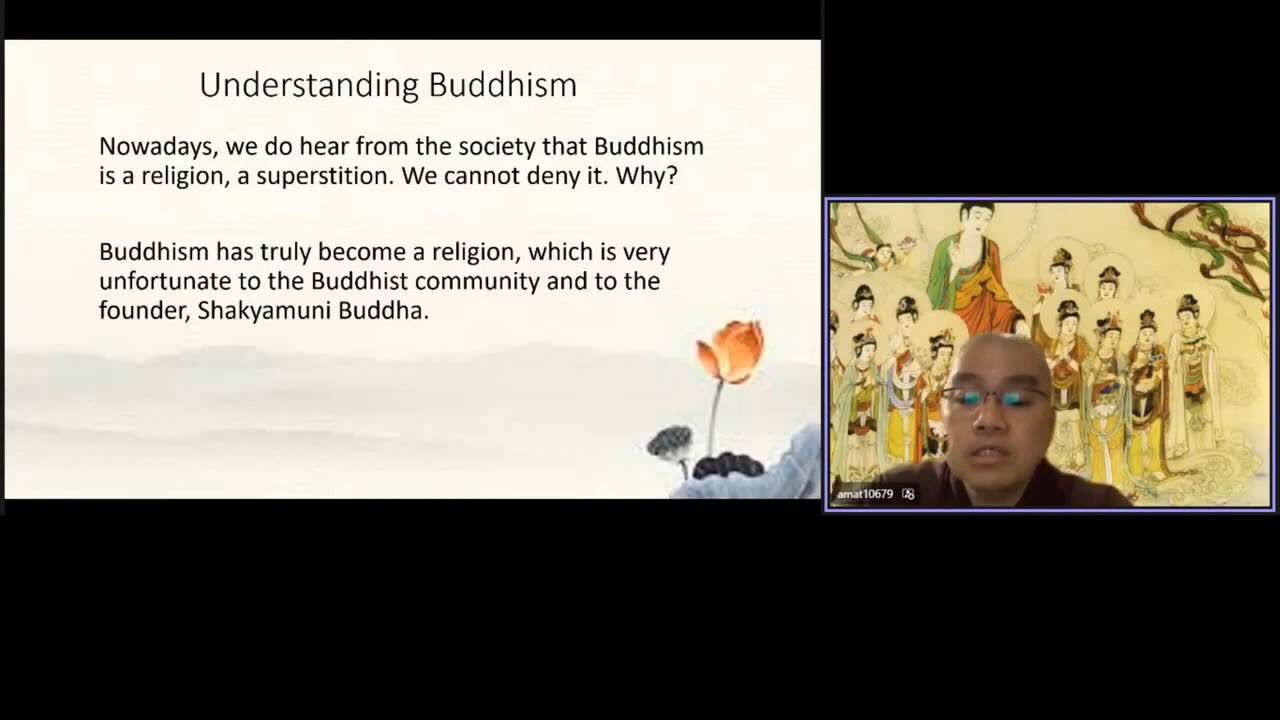 Understanding Buddhism
Nowadays, we do hear from the society that Buddhism
is a religion, a superstition. We cannot deny it. Why?
Buddhism has truly become a religion, which is very
unfortunate to the Buddhist community and to the
founder, Shakyamuni Buddha.
amat10679